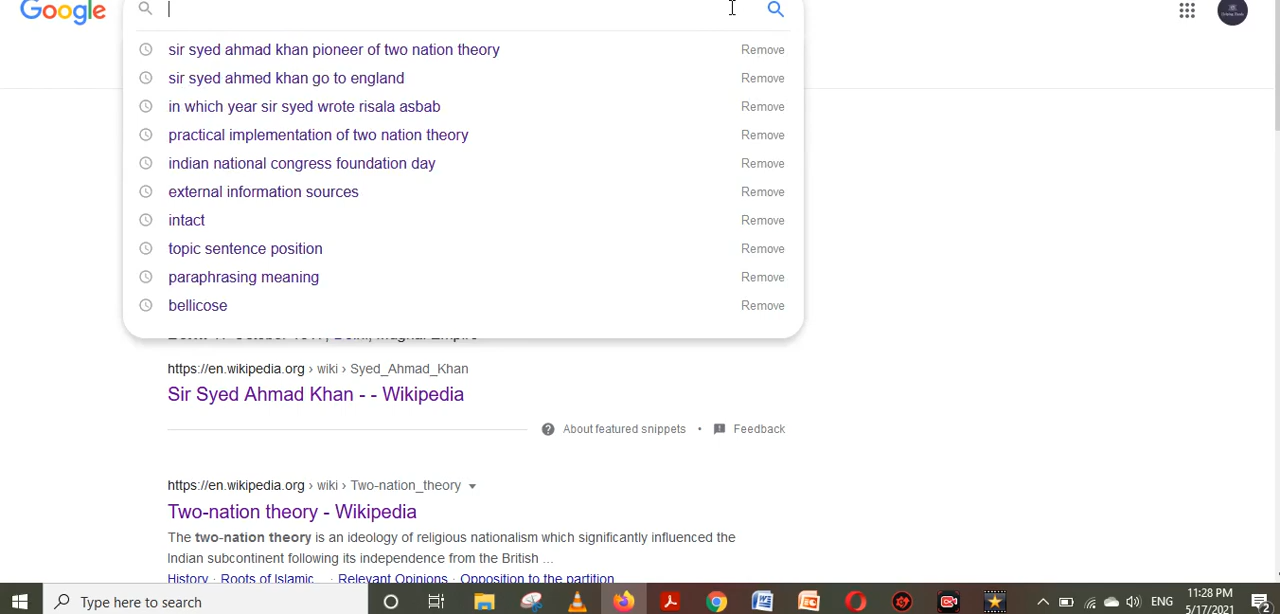 Google
sir syed ahmad khan pioneer of two nation theory Remove
sir syed ahmed khan go to england Remove
in which year sir syed wrote risala asbab Remove
practical implementation of two nation theory Remove
indian national congress foundation day Remove
external information sources Remove
intact Remove
topic sentence position Remove
paraphrasing meaning Remove
bellicose Remove
https://en.wikipedia.org › wiki › Syed_Ahmad_Khan
Sir Syed Ahmad Khan - - Wikipedia
About featured snippets • Feedback
https://en.wikipedia.org › wiki › Two-nation_theory
Two-nation theory - Wikipedia
The two-nation theory is an ideology of religious nationalism which significantly influenced the
Indian subcontinent following its independence from the British ...
History · Roots of Islamic ... · Relevant Opinions · Opposition to the partition
Type here to search
ENG
11:28 PM
5/17/2021